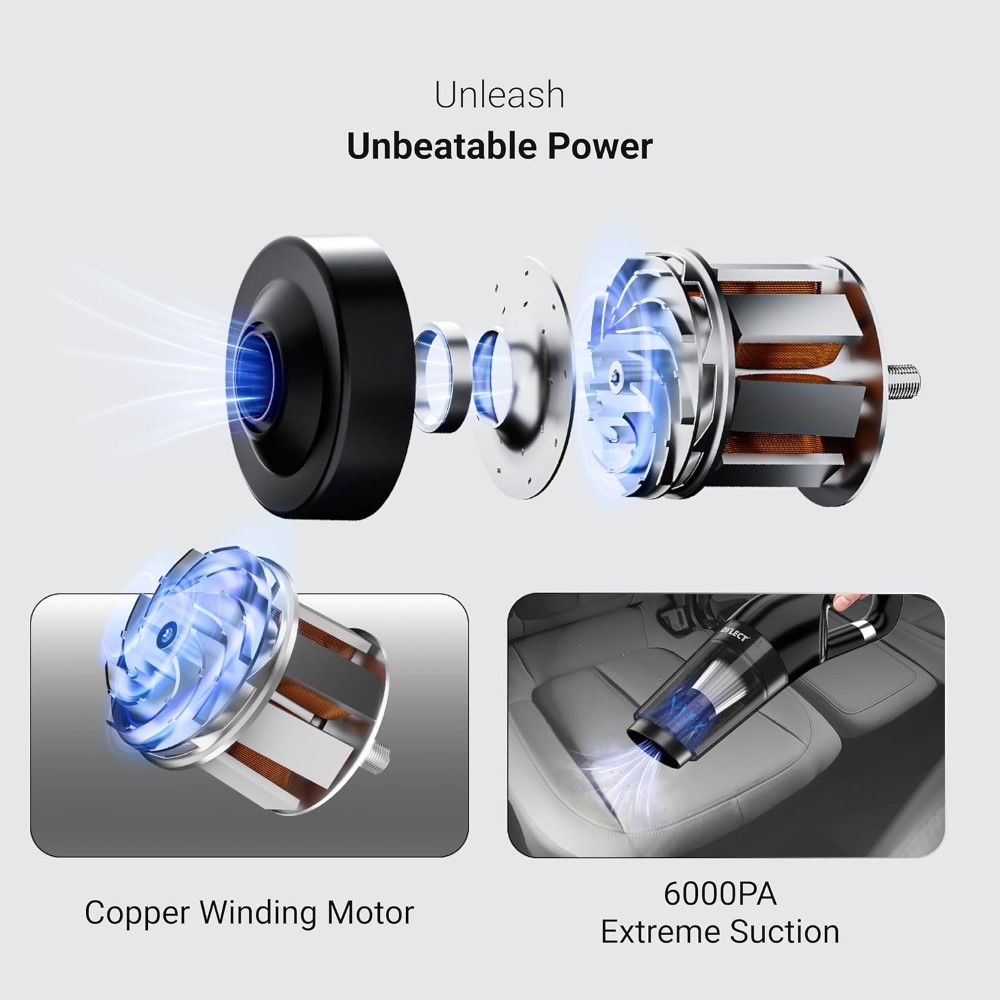 Unleash
Unbeatable Power
Copper Winding Motor
6000PA
Extreme Suction